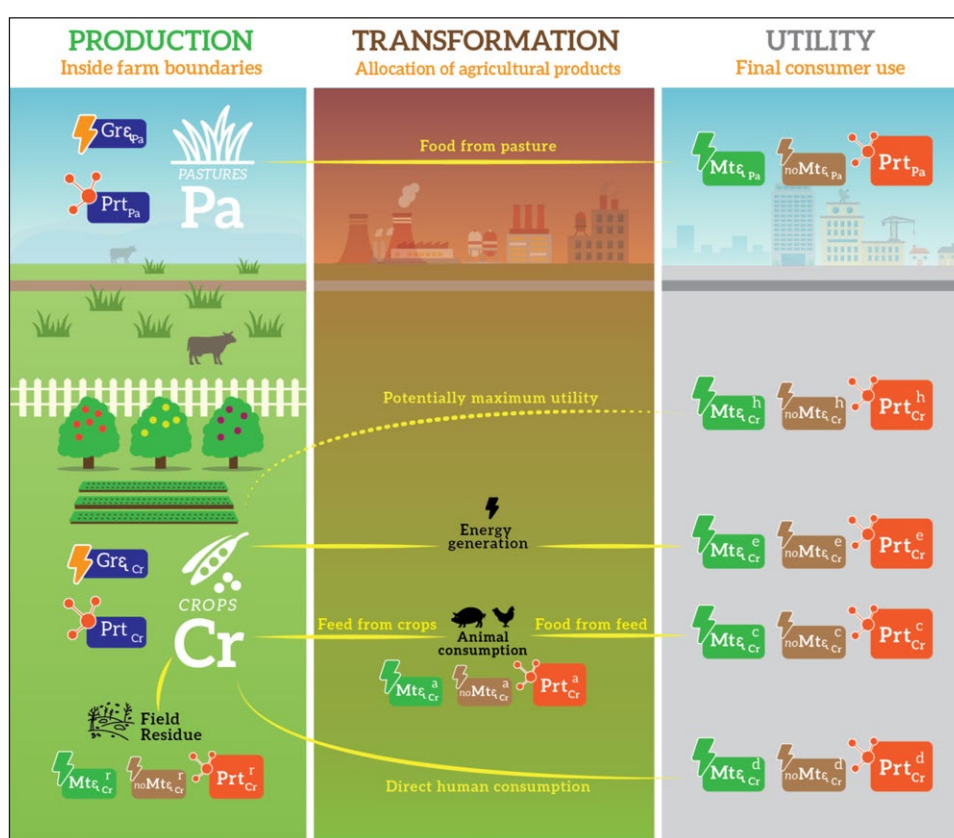 PRODUCTION
Inside farm boundaries
TRANSFORMATION
Allocation of agricultural products
UTILITY
Final consumer use
Grε Pa
PASTURES
Prt Pa
Pa
Food from pasture
Mtε Pa
noMtε Pa
Prt Pa
Potentially maximum utility
Mtε h Cr
noMtε h Cr
Prt h Cr
Grε Cr
CROPS
Prt Cr
Cr
Energy
generation
Mtε e Cr
noMtε e Cr
Prt e Cr
Feed from crops
Animal
consumption
Food from feed
Mtε a Cr
noMtε a Cr
Prt a Cr
Mtε c Cr
noMtε c Cr
Prt c Cr
Field
Residue
Mtε r Cr
noMtε r Cr
Prt r Cr
Direct human consumption
Mtε d Cr
noMtε d Cr
Prt d Cr